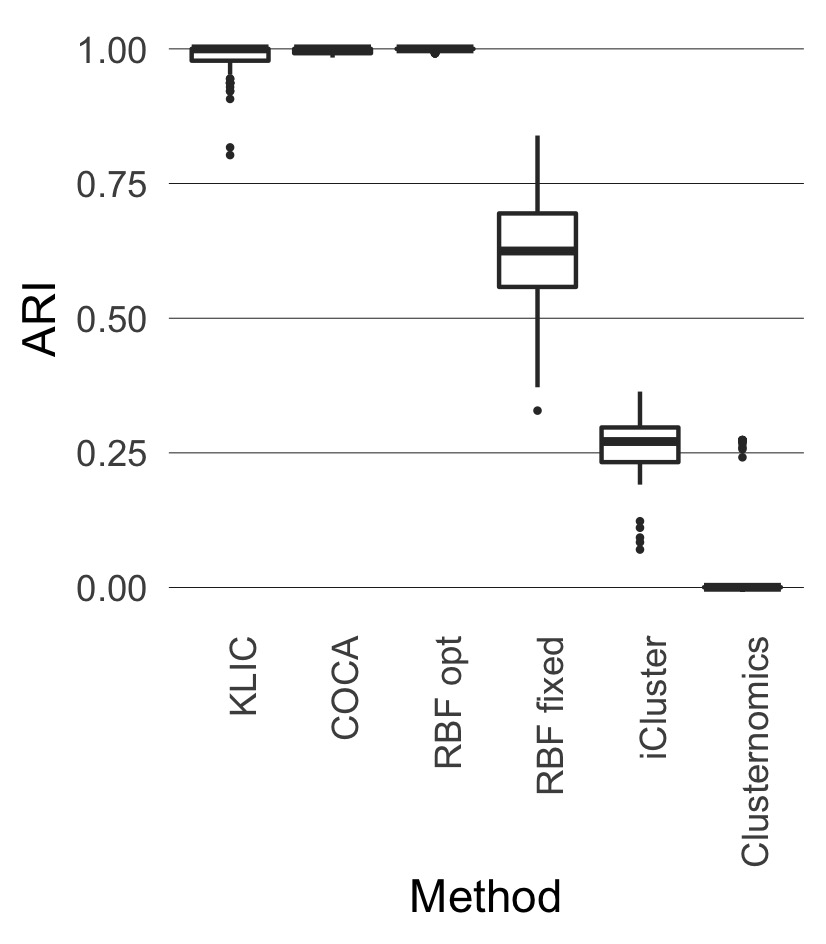 1.00
0.75
0.50
0.25
0.00
ARI
KLIC
COCA
RBF opt
RBF fixed
iCluster
Clusternomics
Method